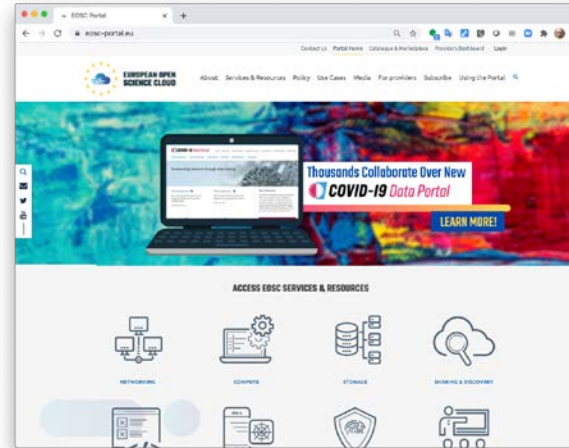 EOSC Portal
eosc-portal.eu
Contact Us Portal Home Catalogue & Marketplace Providers Dashboard Login
EUROPEAN OPEN
SCIENCE CLOUD
About Services & Resources Policy Use Cases Media For providers Subscribe Using the Portal
COVID-19
Thousands Collaborate Over New
COVID-19 Data Portal
LEARN MORE!
ACCESS EOSC SERVICES & RESOURCES
NETWORKING COMPUTE STORAGE SHARING & DISCOVERY